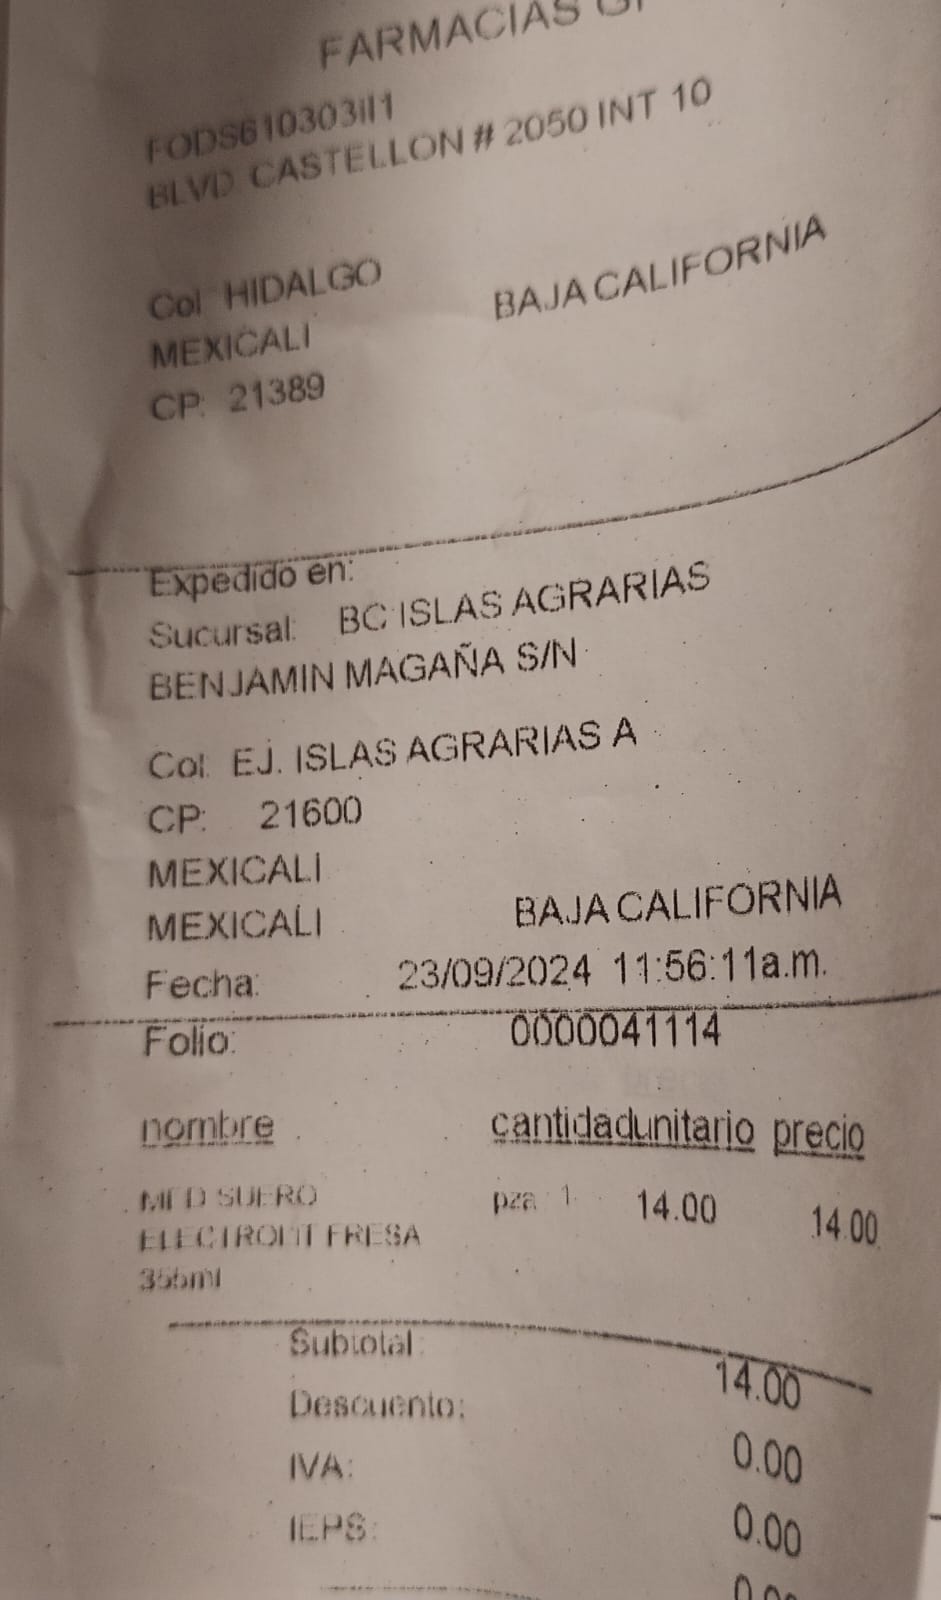 FARMACIAS
FODS610303II1
BLVD CASTELLON # 2050 INT 10
Col HIDALGO
MEXICALI BAJA CALIFORNIA
CP: 21389
Expedido en:
Sucursal: BC ISLAS AGRARIAS
BENJAMIN MAGAÑA S/N
Col. EJ. ISLAS AGRARIAS A
CP: 21600
MEXICALI
MEXICALI BAJA CALIFORNIA
Fecha: 23/09/2024 11:56:11a.m.
Folio: 0000041114
nombre cantidadunitario precio
MED SUERO pza 1 14.00 14.00
ELECTROLIT FRESA
355ml
Subtotal: 14.00
Descuento: 0.00
IVA: 0.00
IEPS: